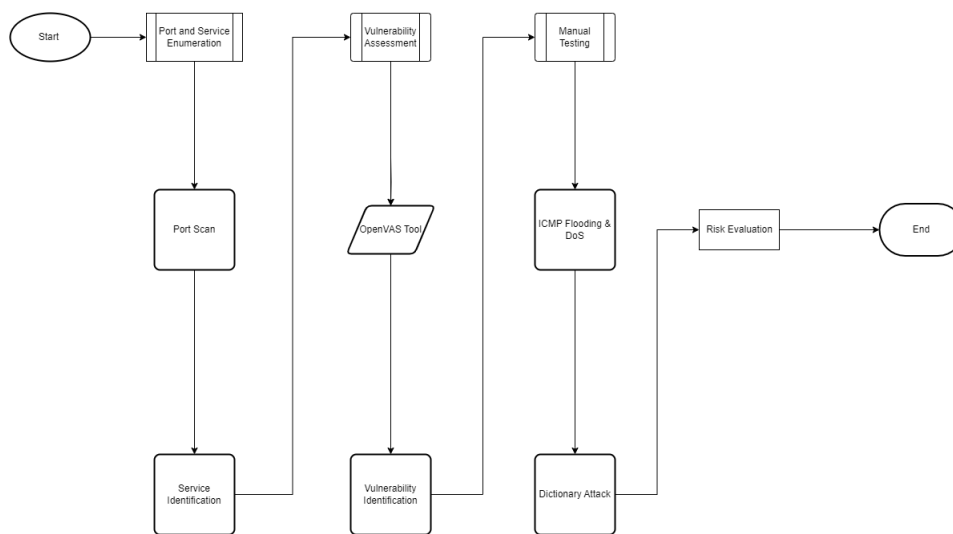 Start
Port and Service
Enumeration
Port Scan
Service
Identification
Vulnerability
Assessment
OpenVAS Tool
Vulnerability
Identification
Manual
Testing
ICMP Flooding &
DoS
Dictionary Attack
Risk Evaluation
End